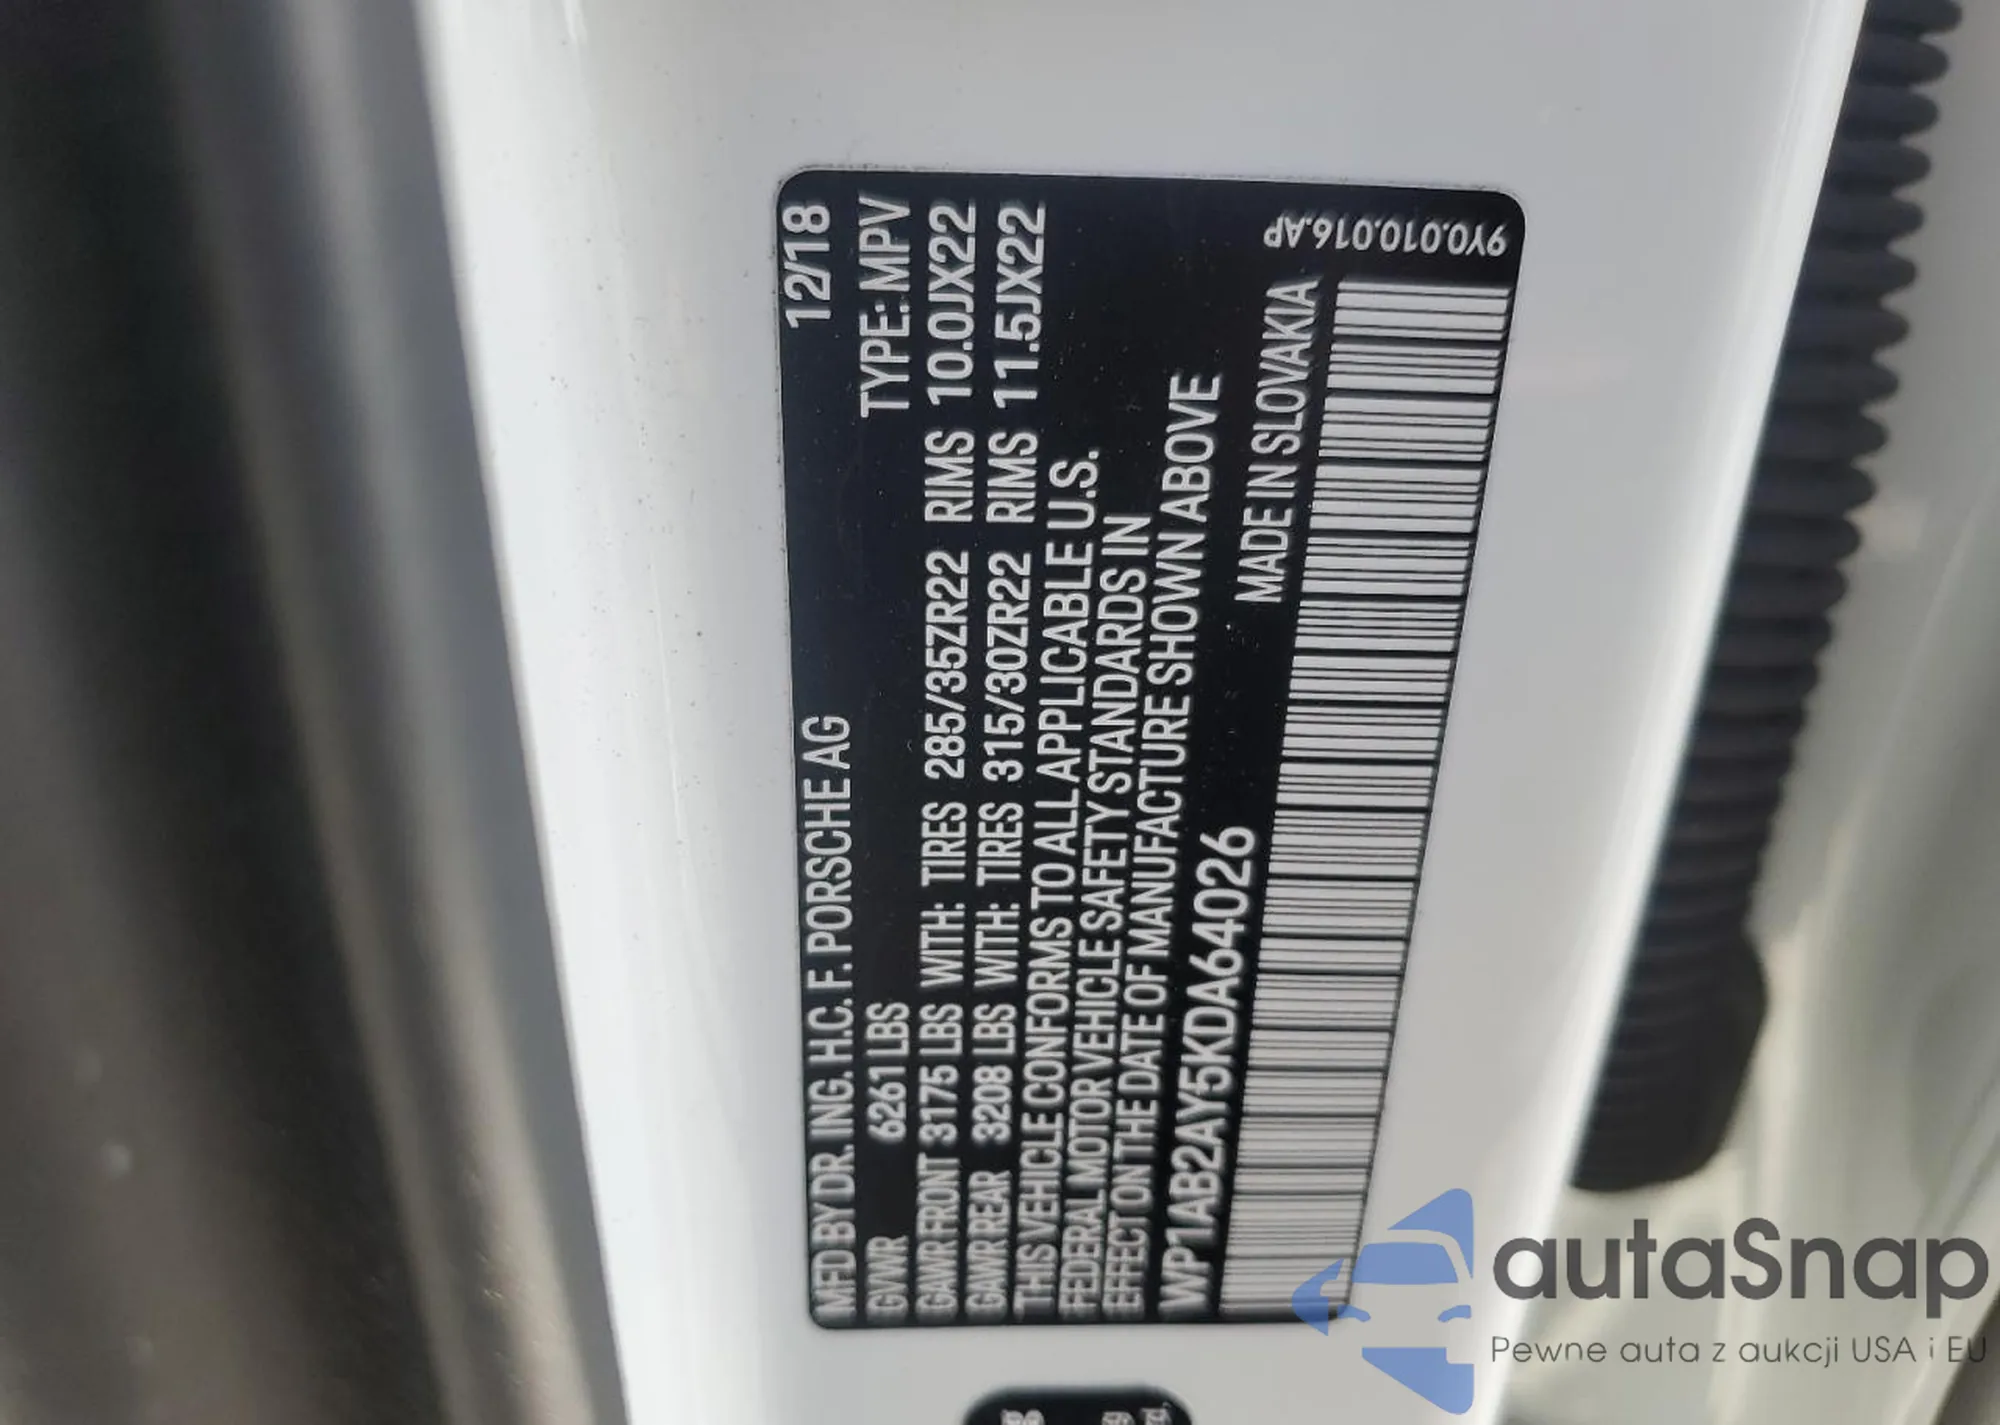 MFD BY DR. ING. H.C. F. PORSCHE AG 12/18
GVWR 6261 LBS TYPE: MPV
GAWR FRONT 3175 LBS WITH: TIRES 285/35ZR22 RIMS 10.0JX22
GAWR REAR 3208 LBS WITH: TIRES 315/30ZR22 RIMS 11.5JX22
THIS VEHICLE CONFORMS TO ALL APPLICABLE U.S.
FEDERAL MOTOR VEHICLE SAFETY STANDARDS IN
EFFECT ON THE DATE OF MANUFACTURE SHOWN ABOVE
WP1AB2AY5KDA64026
MADE IN SLOVAKIA
9Y0.010.016.AP
autaSnap
Pewne auta z aukcji USA i EU